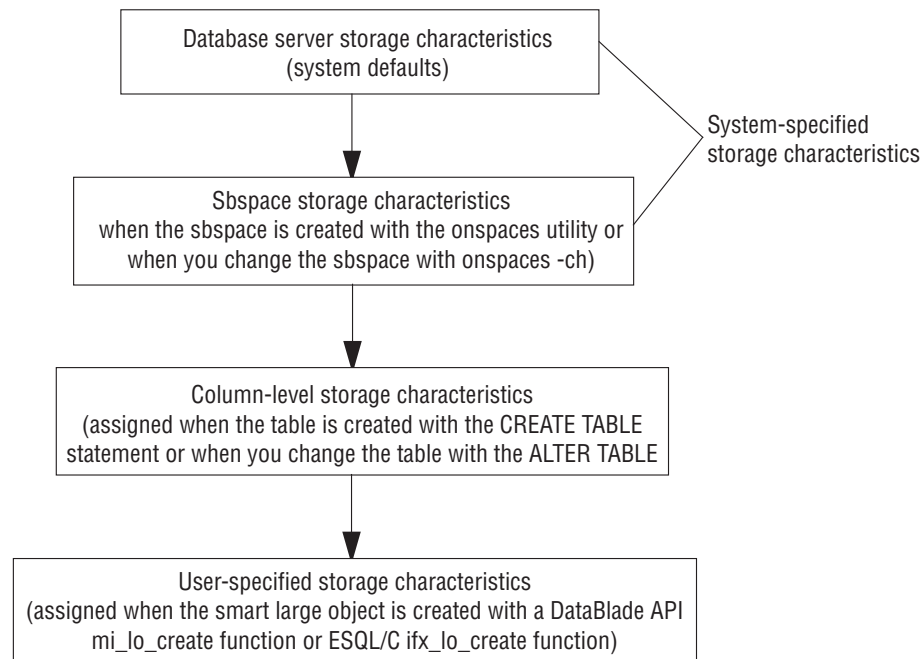 Database server storage characteristics
(system defaults)
System-specified
storage characteristics
Sbspace storage characteristics
when the sbspace is created with the onspaces utility or
when you change the sbspace with onspaces -ch)
Column-level storage characteristics
(assigned when the table is created with the CREATE TABLE
statement or when you change the table with the ALTER TABLE
User-specified storage characteristics
(assigned when the smart large object is created with a DataBlade API
mi_lo_create function or ESQL/C ifx_lo_create function)